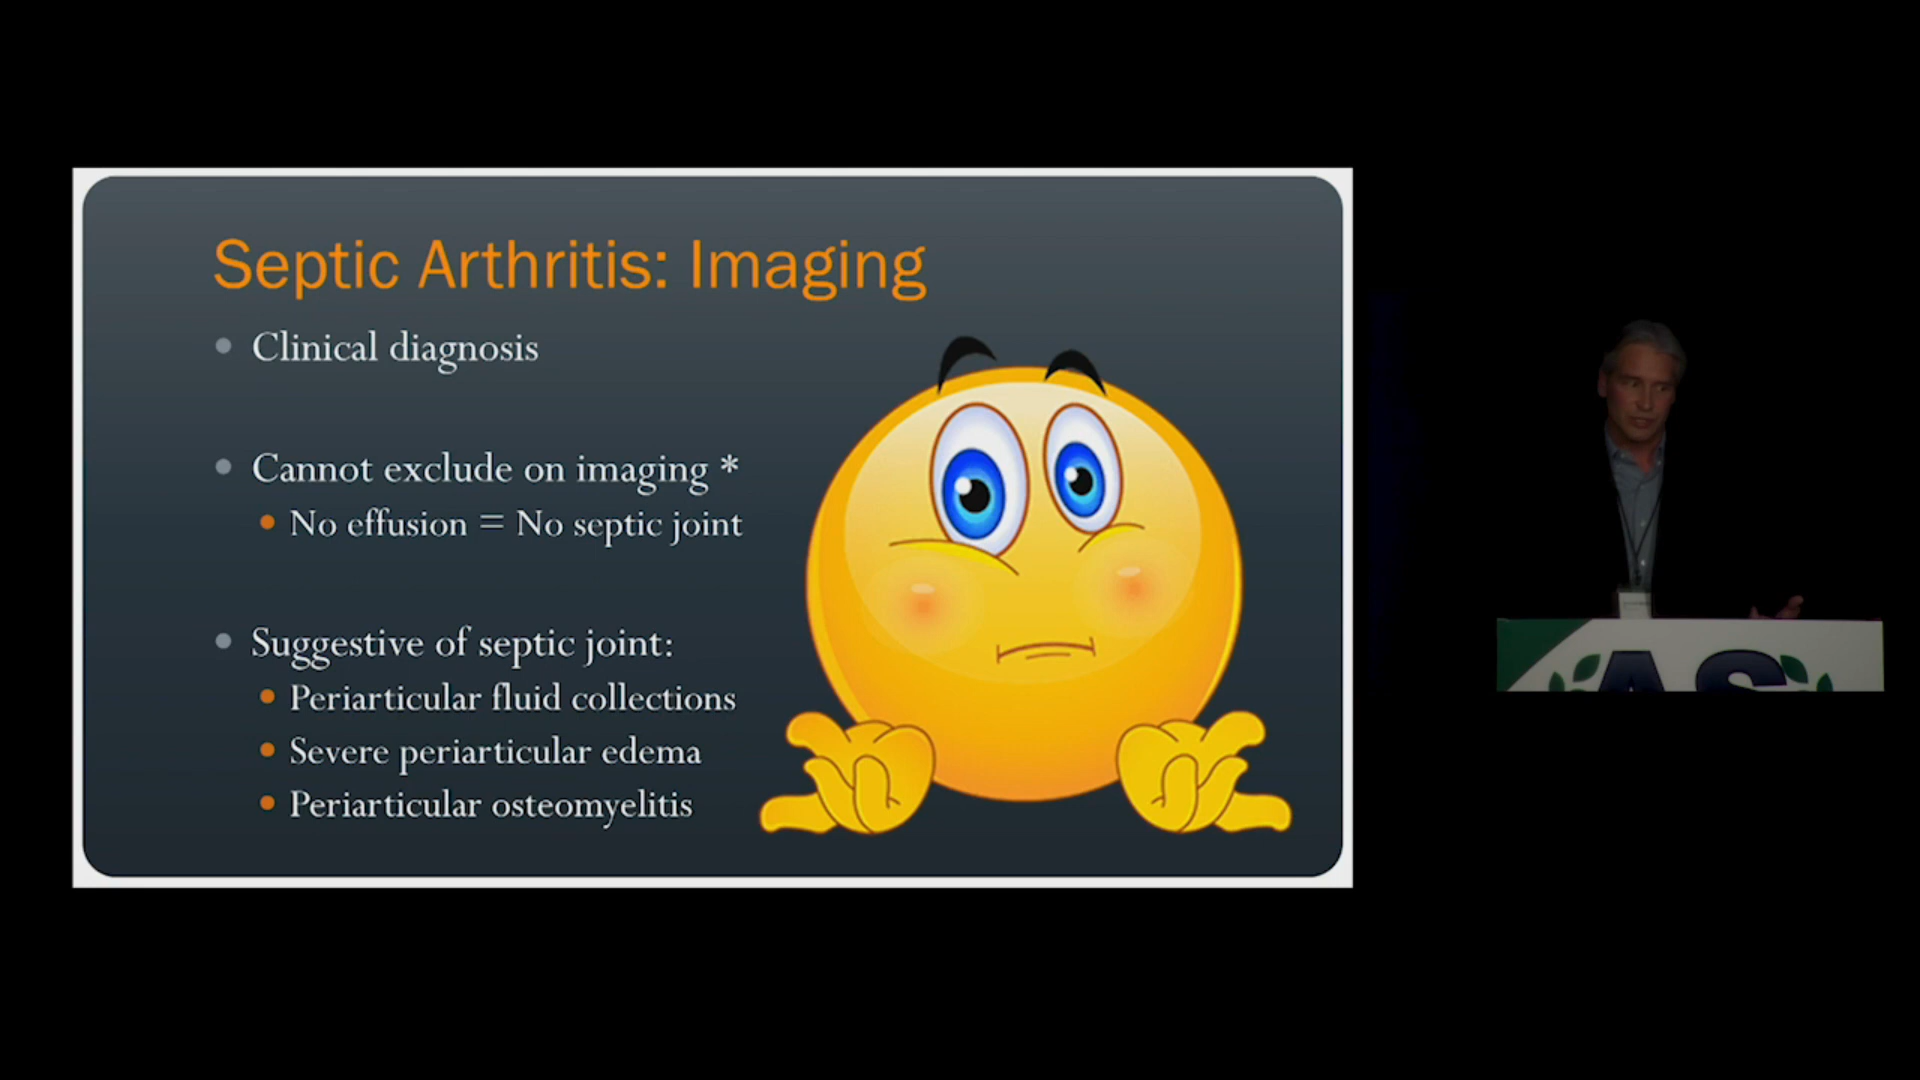 Septic Arthritis: Imaging
Clinical diagnosis
Cannot exclude on imaging *
No effusion = No septic joint
Suggestive of septic joint:
Periarticular fluid collections
Severe periarticular edema
Periarticular osteomyelitis
AS